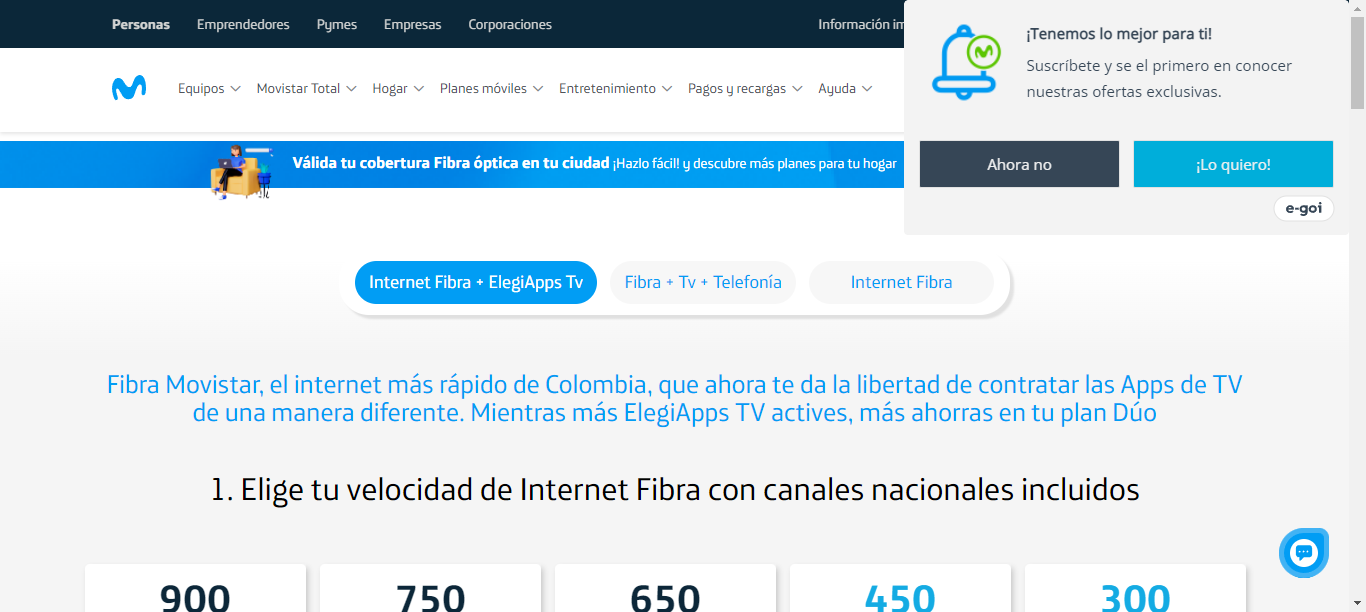 Personas Emprendedores Pymes Empresas Corporaciones Información
¡Tenemos lo mejor para ti!
Suscríbete y se el primero en conocer
nuestras ofertas exclusivas.
Ahora no ¡Lo quiero!
e-goi
Equipos Movistar Total Hogar Planes móviles Entretenimiento Pagos y recargas Ayuda
Válida tu cobertura Fibra óptica en tu ciudad ¡Hazlo fácil! y descubre más planes para tu hogar
Internet Fibra + ElegiApps Tv Fibra + Tv + Telefonía Internet Fibra
Fibra Movistar, el internet más rápido de Colombia, que ahora te da la libertad de contratar las Apps de TV
de una manera diferente. Mientras más ElegiApps TV actives, más ahorras en tu plan Dúo
1. Elige tu velocidad de Internet Fibra con canales nacionales incluidos
900 750 650 450 300